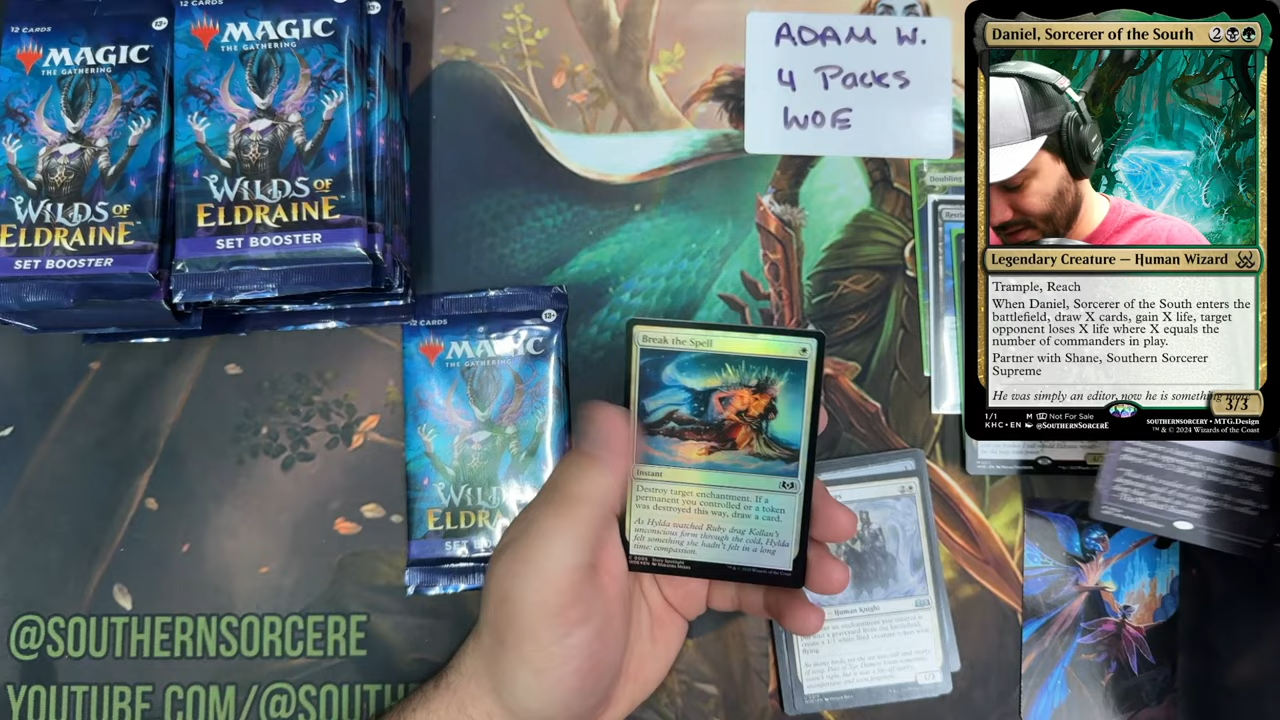 12 CARDS
MAGIC
THE GATHERING
13+
WILDS OF
ELDRAINE
SET BOOSTER
MAGIC
THE GATHERING
WILDS OF
ELDRAINE
SET BOOSTER
ADAM W.
4 Packs
WOE
Doubling
CARDS
13+
MAGIC
THE GATHERING
Break the Spell
Instant
Destroy target enchantment. If a
permanent you controlled or a token
was destroyed this way, draw a card.
As Hylda watched Ruby drag Kellan's
unconscious form through the cold, Hylda
felt something she hadn't felt in a long
time: compassion.
Human Knight
Daniel, Sorcerer of the South 2
Legendary Creature — Human Wizard
Trample, Reach
When Daniel, Sorcerer of the South enters the
battlefield, draw X cards, gain X life, target
opponent loses X life where X equals the
number of commanders in play.
Partner with Shane, Southern Sorcerer
Supreme
He was simply an editor, now he is something
3/3
1/1 M Not For Sale
KHC • EN @SouthernSorcerE
SOUTHERNSORCERY • MTG.Design
™ & © 2024 Wizards of the Coast
@SOUTHERNSORCERE
YOUTUBE.COM/@SOUTH